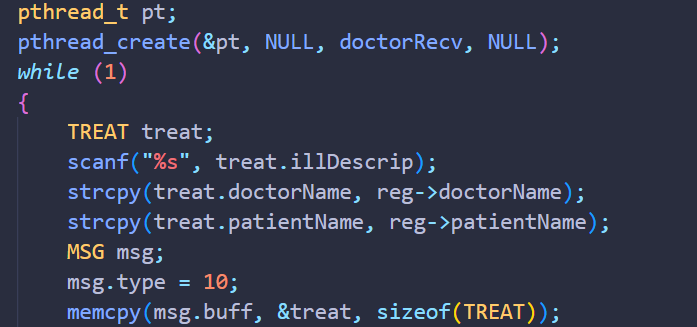 pthread_t pt;
pthread_create(&pt, NULL, doctorRecv, NULL);
while (1)
{
    TREAT treat;
    scanf("%s", treat.illDescrip);
    strcpy(treat.doctorName, reg->doctorName);
    strcpy(treat.patientName, reg->patientName);
    MSG msg;
    msg.type = 10;
    memcpy(msg.buff, &treat, sizeof(TREAT));